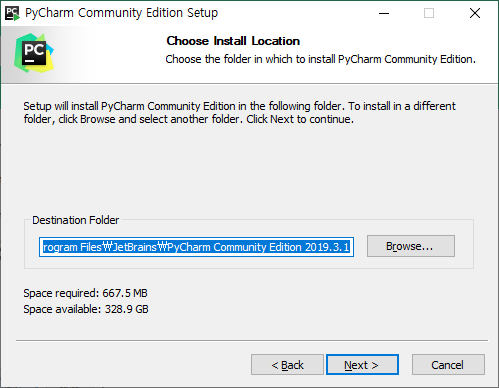 PyCharm Community Edition Setup
PC
Choose Install Location
Choose the folder in which to install PyCharm Community Edition.
Setup will install PyCharm Community Edition in the following folder. To install in a different
folder, click Browse and select another folder. Click Next to continue.
Destination Folder
rogram Files₩JetBrains₩PyCharm Community Edition 2019.3.1
Browse...
Space required: 667.5 MB
Space available: 328.9 GB
< Back
Next >
Cancel